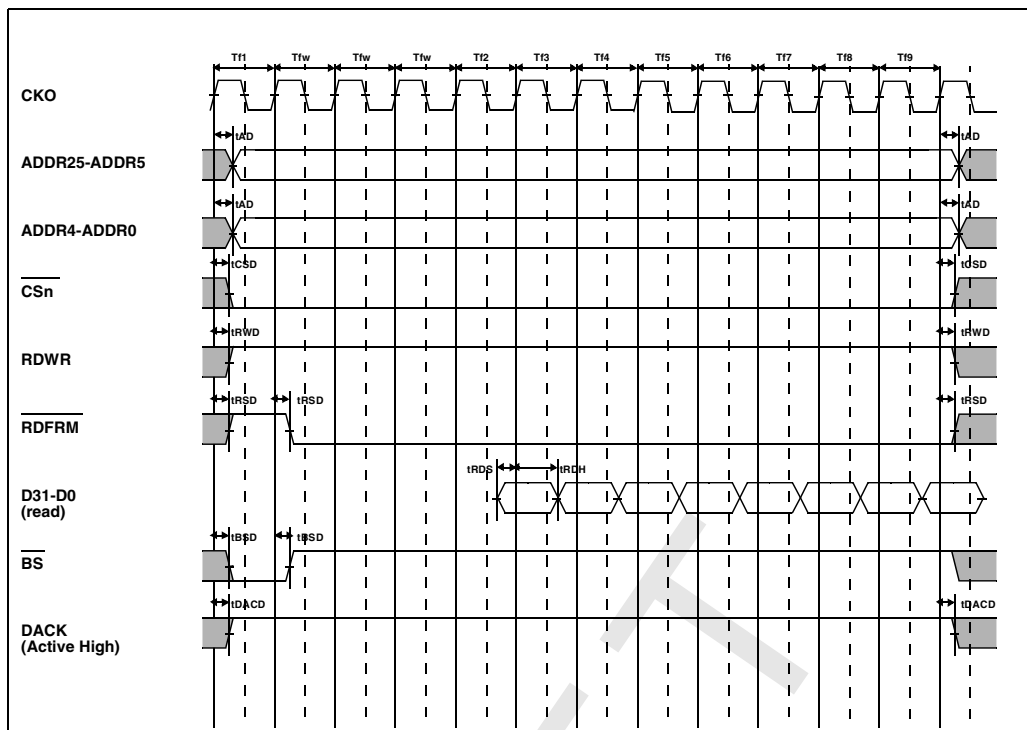 Tf1 Tfw Tfw Tfw Tf2 Tf3 Tf4 Tf5 Tf6 Tf7 Tf8 Tf9
CKO
tAD tAD
ADDR25-ADDR5
tAD tAD
ADDR4-ADDR0
tCSD tCSD
CSn
tRWD tRWD
RDWR
tRSD tRSD tRSD
RDFRM
tRDS tRDH
D31-D0
(read)
tBSD tBSD
BS
tDACD tDACD
DACK
(Active High)